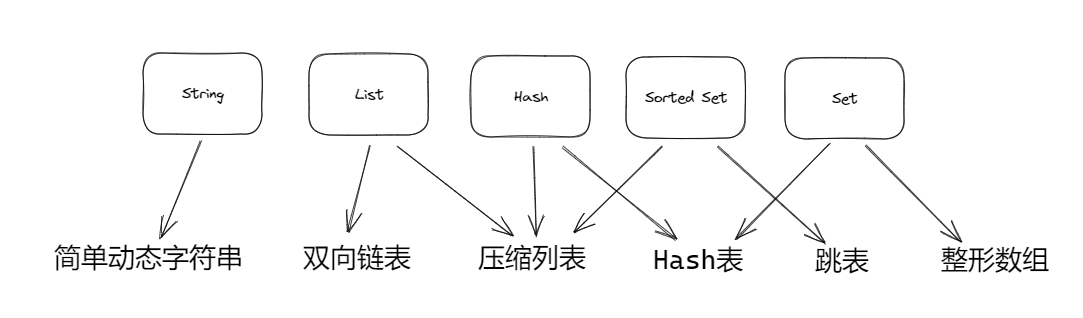 String
List
Hash
Sorted Set
Set
简单动态字符串
双向链表
压缩列表
Hash表
跳表
整形数组